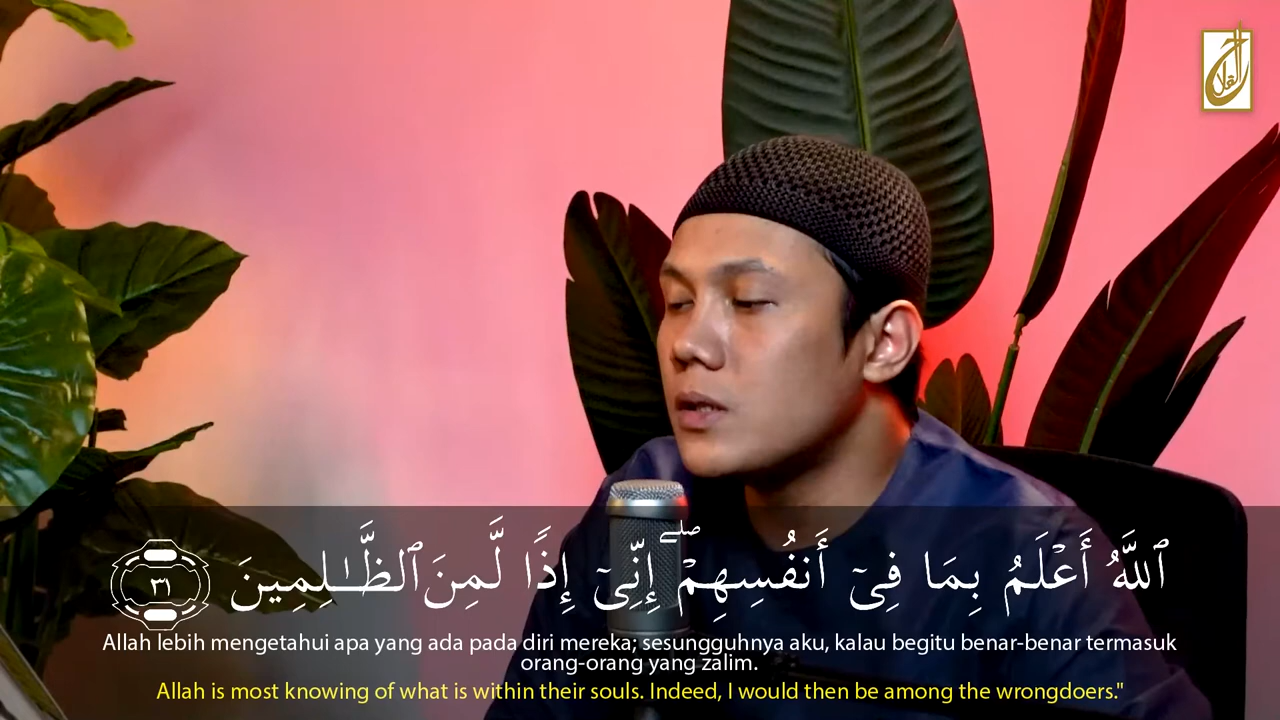 ٱللَّهُ أَعْلَمُ بِمَا فِىٓ أَنفُسِهِمْ ۖ إِنِّىٓ إِذًا لَّمِنَ ٱلظَّـٰلِمِينَ ٣١
Allah lebih mengetahui apa yang ada pada diri mereka; sesungguhnya aku, kalau begitu benar-benar termasuk
orang-orang yang zalim.
Allah is most knowing of what is within their souls. Indeed, I would then be among the wrongdoers."